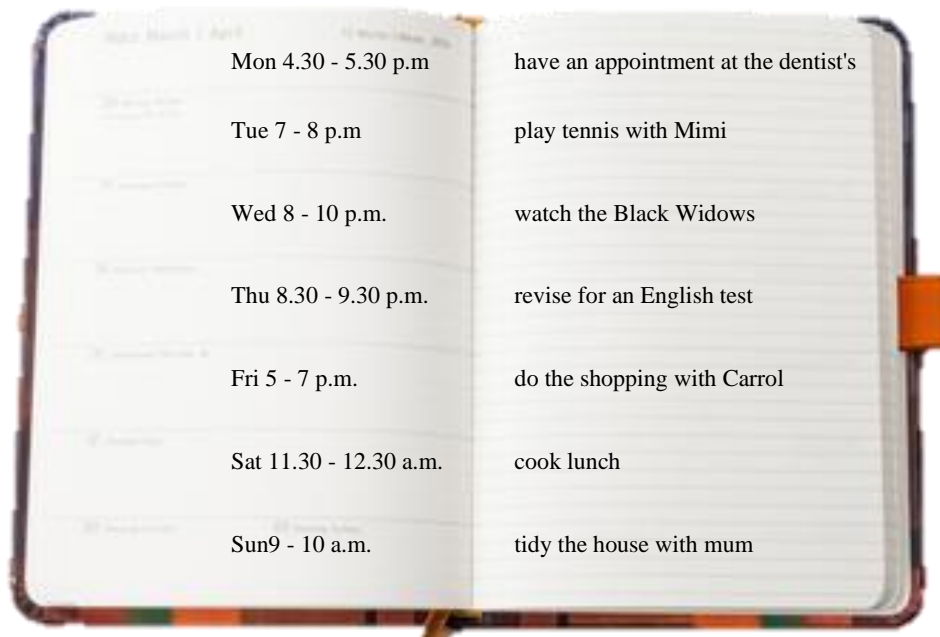 Mon 4.30 - 5.30 p.m have an appointment at the dentist's
Tue 7 - 8 p.m play tennis with Mimi
Wed 8 - 10 p.m. watch the Black Widows
Thu 8.30 - 9.30 p.m. revise for an English test
Fri 5 - 7 p.m. do the shopping with Carrol
Sat 11.30 - 12.30 a.m. cook lunch
Sun9 - 10 a.m. tidy the house with mum